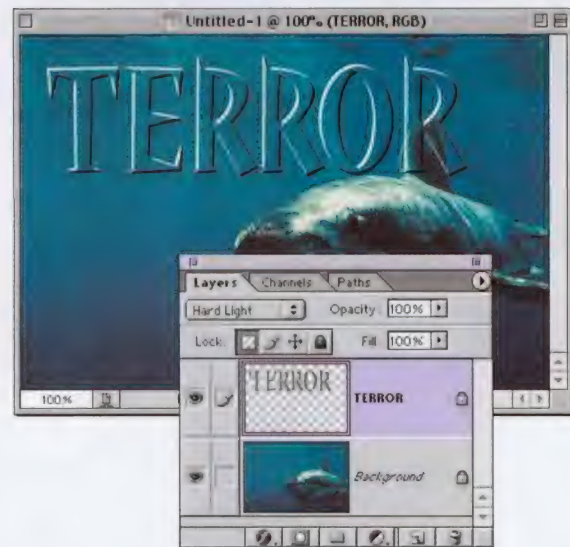 Untitled-1 @ 100% (TERROR, RGB)
TERROR
Layers Channels Paths
Hard Light Opacity: 100%
Lock: Fill: 100%
TERROR
TERROR
100%
Background